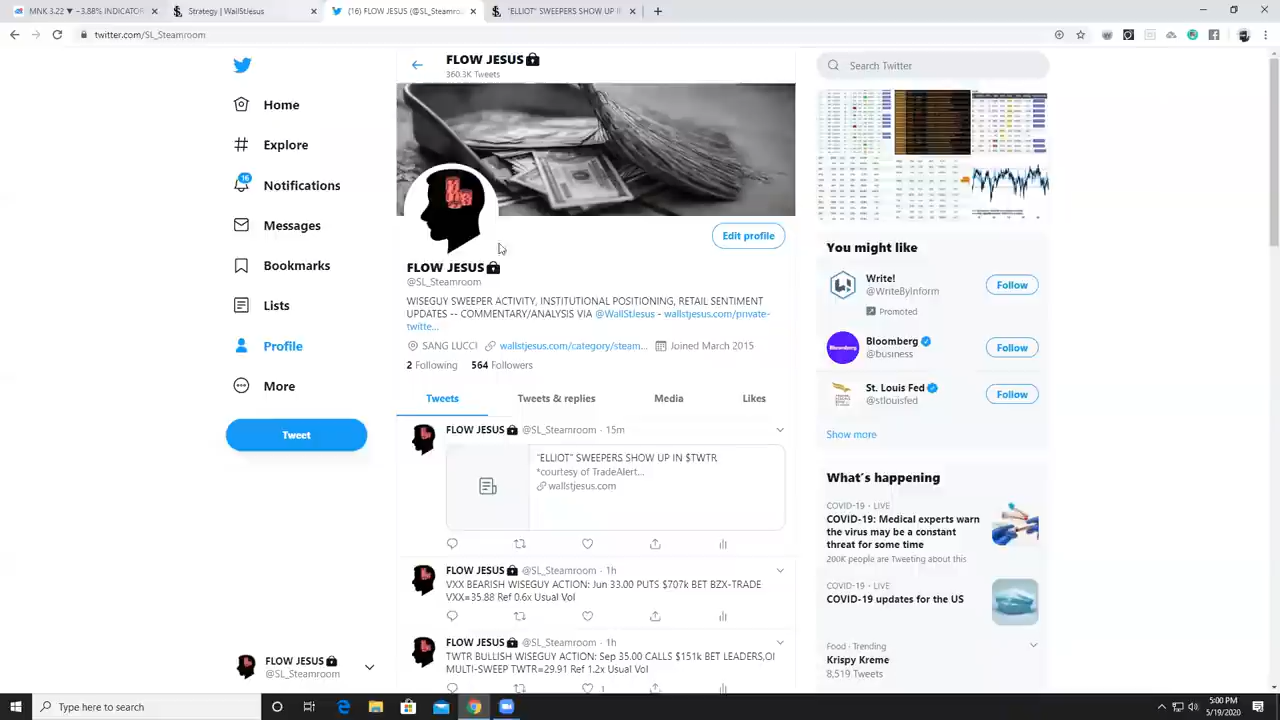 MNK 3.22 ▼ −3.88% INDICATOR
Strategy | WallStJesus
(16) FLOW JESUS (@SL_Steamroo
"ELLIOT" SWEEPERS SHOW UP I
twitter.com/SL_Steamroom
FLOW JESUS
360.3K Tweets
Search Twitter
Home
Explore
16
Notifications
Messages
Bookmarks
Lists
Profile
More
Tweet
FLOW JESUS
@SL_Steamroom
Edit profile
FLOW JESUS
@SL_Steamroom
WISEGUY SWEEPER ACTIVITY, INSTITUTIONAL POSITIONING, RETAIL SENTIMENT
UPDATES -- COMMENTARY/ANALYSIS VIA @WallStJesus - wallstjesus.com/private-
twitte...
SANG LUCCI wallstjesus.com/category/steam... Joined March 2015
2 Following 564 Followers
Tweets Tweets & replies Media Likes
FLOW JESUS @SL_Steamroom · 15m
"ELLIOT" SWEEPERS SHOW UP IN $TWTR
*courtesy of TradeAlert...
wallstjesus.com
FLOW JESUS @SL_Steamroom · 1h
VXX BEARISH WISEGUY ACTION: Jun 33.00 PUTS $707k BET BZX-TRADE
VXX=35.88 Ref 0.6x Usual Vol
FLOW JESUS @SL_Steamroom · 1h
TWTR BULLISH WISEGUY ACTION: Sep 35.00 CALLS $151k BET LEADERS,OI
MULTI-SWEEP TWTR=29.91 Ref 1.2x Usual Vol
1
You might like
Write!
@WriteByInform
Follow
Promoted
Bloomberg
@business
Follow
St. Louis Fed
@stlouisfed
Follow
Show more
What's happening
COVID-19 · LIVE
COVID-19: Medical experts warn
the virus may be a constant
threat for some time
200K people are Tweeting about this
COVID-19 · LIVE
COVID-19 updates for the US
Food · Trending
Krispy Kreme
8,519 Tweets
Type here to search
5:00 PM
5/19/2020